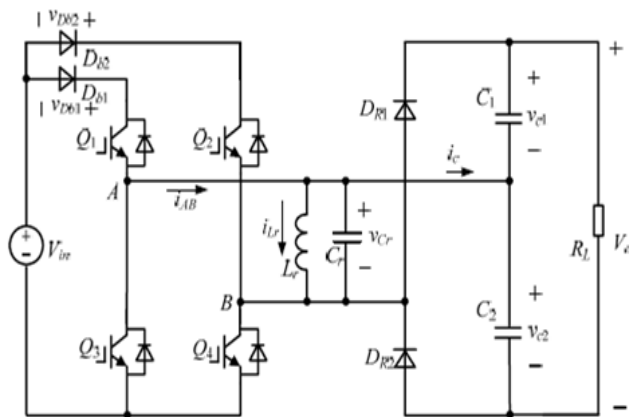 | v_Db2 +
D_b2
| v_Db1 +
D_b1
Q_1
Q_2
D_R1
C_1
+
v_c1
−
+
A
i_AB
i_c
+
−
V_in
i_Lr
L_r
C_r
+
v_Cr
−
R_L
B
Q_3
Q_4
D_R2
C_2
+
v_c2
−
−